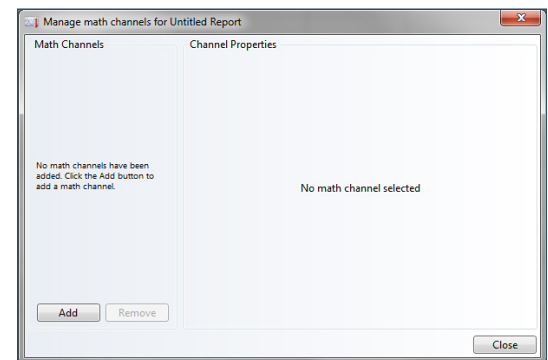 Manage math channels for Untitled Report
Math Channels
Channel Properties
No math channels have been
added. Click the Add button to
add a math channel.
No math channel selected
Add
Remove
Close